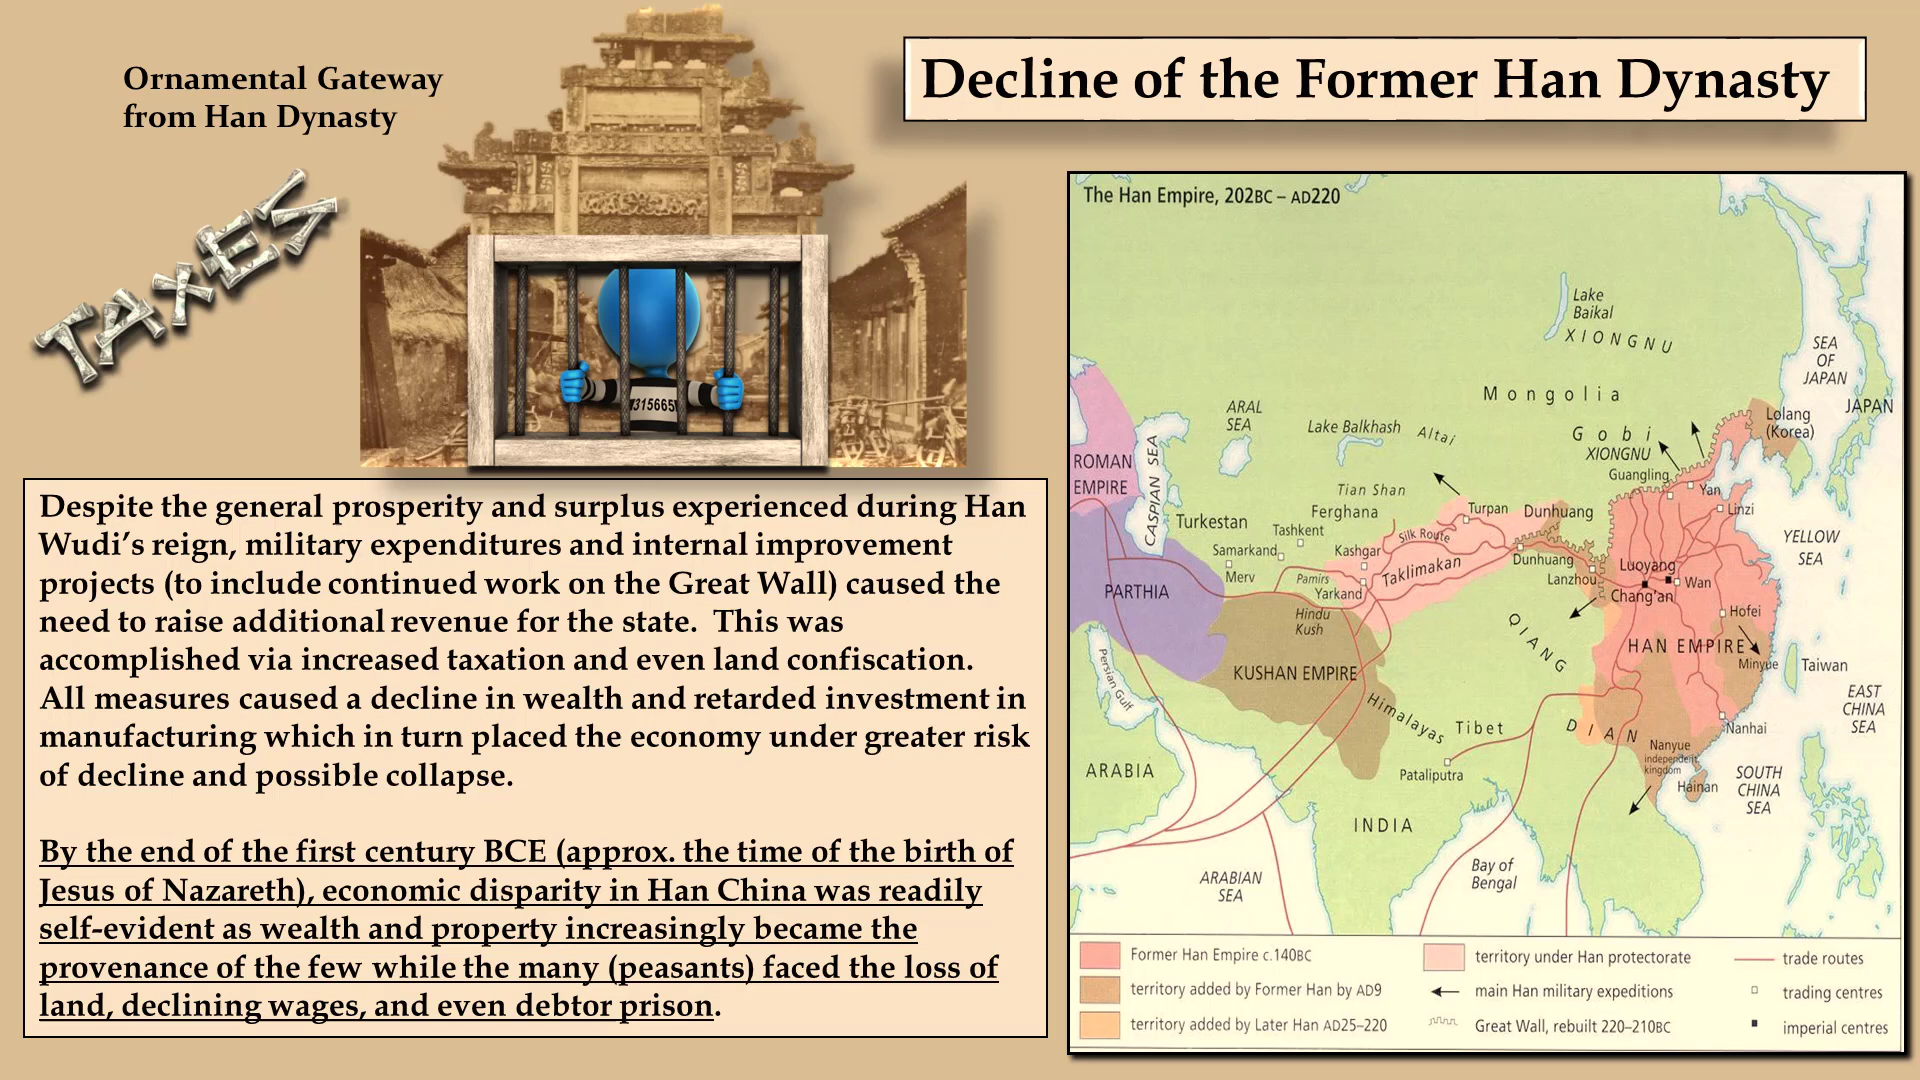 Ornamental Gateway
from Han Dynasty
Decline of the Former Han Dynasty
TAXES
315665
Despite the general prosperity and surplus experienced during Han
Wudi’s reign, military expenditures and internal improvement
projects (to include continued work on the Great Wall) caused the
need to raise additional revenue for the state.  This was
accomplished via increased taxation and even land confiscation.
All measures caused a decline in wealth and retarded investment in
manufacturing which in turn placed the economy under greater risk
of decline and possible collapse.
By the end of the first century BCE (approx. the time of the birth of
Jesus of Nazareth), economic disparity in Han China was readily
self-evident as wealth and property increasingly became the
provenance of the few while the many (peasants) faced the loss of
land, declining wages, and even debtor prison.
The Han Empire, 202BC – AD220
Lake
Baikal
XIONGNU
SEA
OF
JAPAN
Mongolia
JAPAN
ARAL
SEA
Lake Balkhash
Altai
Gobi
XIONGNU
Lolang
(Korea)
ROMAN
EMPIRE
CASPIAN SEA
Guangling
Yan
Linzi
Tian Shan
Ferghana
Turkestan
Tashkent
Turpan
Dunhuang
Silk Route
YELLOW
SEA
Samarkand
Kashgar
Merv
Pamirs
Yarkand
Taklimakan
Dunhuang
Lanzhou
Luoyang
Wan
Chang'an
PARTHIA
Hindu
Kush
Hofei
QIANG
HAN EMPIRE
Minyue
Taiwan
KUSHAN EMPIRE
Persian Gulf
Himalayas
Tibet
DIAN
EAST
CHINA
SEA
Nanhai
Nanyue
independent
kingdom
Hainan
ARABIA
Pataliputra
SOUTH
CHINA
SEA
INDIA
ARABIAN
SEA
Bay of
Bengal
Former Han Empire c.140BC
territory added by Former Han by AD9
territory added by Later Han AD25–220
territory under Han protectorate
main Han military expeditions
Great Wall, rebuilt 220–210BC
trade routes
trading centres
imperial centres